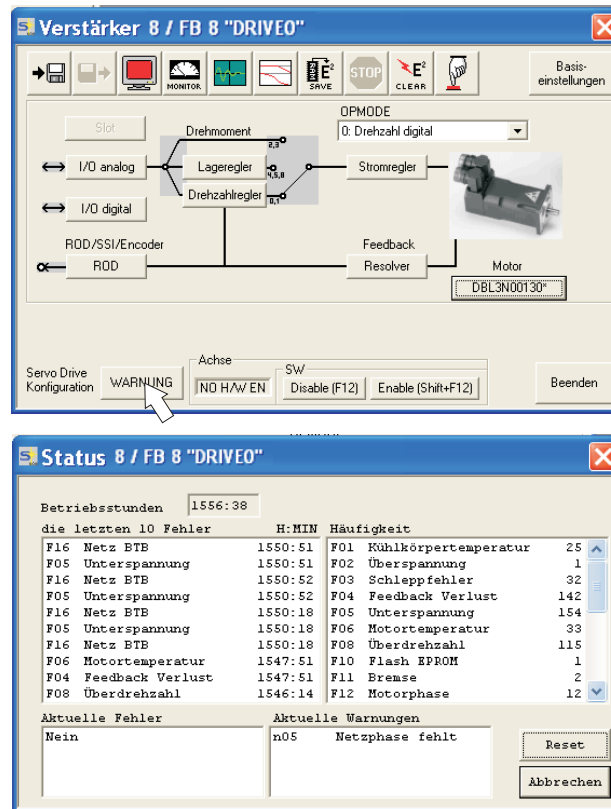 Verstärker 8 / FB 8 "DRIVE0"
MONITOR
E²
SAVE
STOP
E²
CLEAR
Basis-
einstellungen
OPMODE
0: Drehzahl digital
Slot
Drehmoment
2,3
I/O analog
Lageregler
4,5,8
Stromregler
Drehzahlregler
0,1
I/O digital
ROD/SSI/Encoder
Feedback
ROD
Resolver
Motor
DBL3N00130*
Servo Drive
Konfiguration
WARNUNG
Achse
NO H/W EN
SW
Disable (F12)
Enable (Shift+F12)
Beenden
Status 8 / FB 8 "DRIVE0"
Betriebsstunden 1556:38
die letzten 10 Fehler H:MIN Häufigkeit
F16 Netz BTB 1550:51 F01 Kühlkörpertemperatur 25
F05 Unterspannung 1550:51 F02 Überspannung 1
F16 Netz BTB 1550:52 F03 Schleppfehler 32
F05 Unterspannung 1550:52 F04 Feedback Verlust 142
F16 Netz BTB 1550:18 F05 Unterspannung 154
F05 Unterspannung 1550:18 F06 Motortemperatur 33
F16 Netz BTB 1550:18 F08 Überdrehzahl 115
F06 Motortemperatur 1547:51 F10 Flash EPROM 1
F04 Feedback Verlust 1547:51 F11 Bremse 2
F08 Überdrehzahl 1546:14 F12 Motorphase 12
Aktuelle Fehler Aktuelle Warnungen
Nein n05 Netzphase fehlt
Reset
Abbrechen